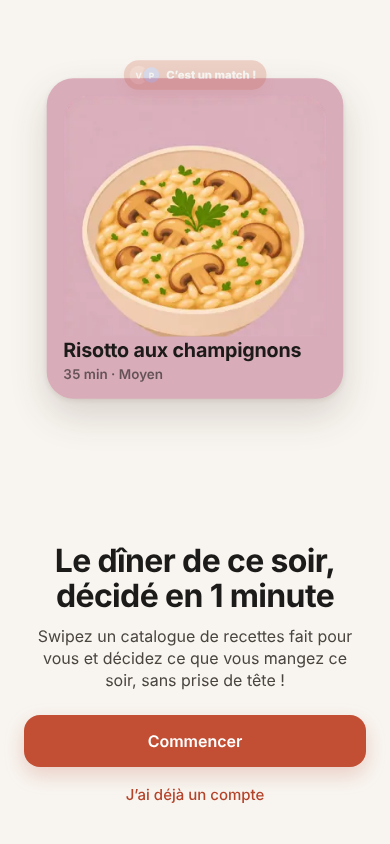 V P C'est un match !
Risotto aux champignons
35 min · Moyen
Le dîner de ce soir,
décidé en 1 minute
Swipez un catalogue de recettes fait pour
vous et décidez ce que vous mangez ce
soir, sans prise de tête !
Commencer
J'ai déjà un compte